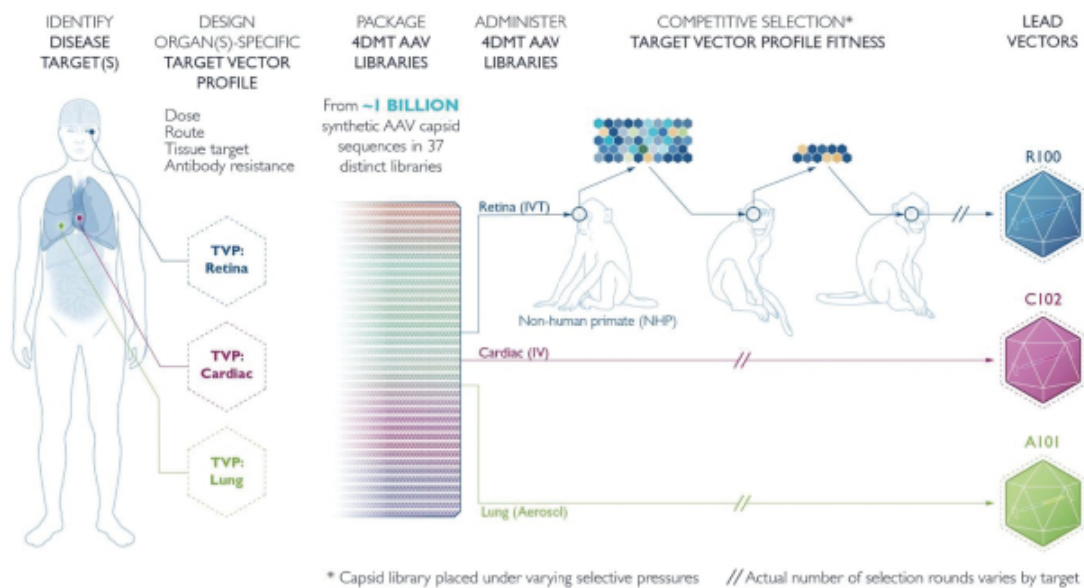 IDENTIFY
DISEASE
TARGET(S)
DESIGN
ORGAN(S)-SPECIFIC
TARGET VECTOR
PROFILE
PACKAGE
4DMT AAV
LIBRARIES
ADMINISTER
4DMT AAV
LIBRARIES
COMPETITIVE SELECTION*
TARGET VECTOR PROFILE FITNESS
LEAD
VECTORS
Dose
Route
Tissue target
Antibody resistance
From ~1 BILLION
synthetic AAV capsid
sequences in 37
distinct libraries
TVP:
Retina
TVP:
Cardiac
TVP:
Lung
Retina (IVT)
Non-human primate (NHP)
Cardiac (IV)
Lung (Aerosol)
//
//
//
R100
C102
A101
* Capsid library placed under varying selective pressures
// Actual number of selection rounds varies by target